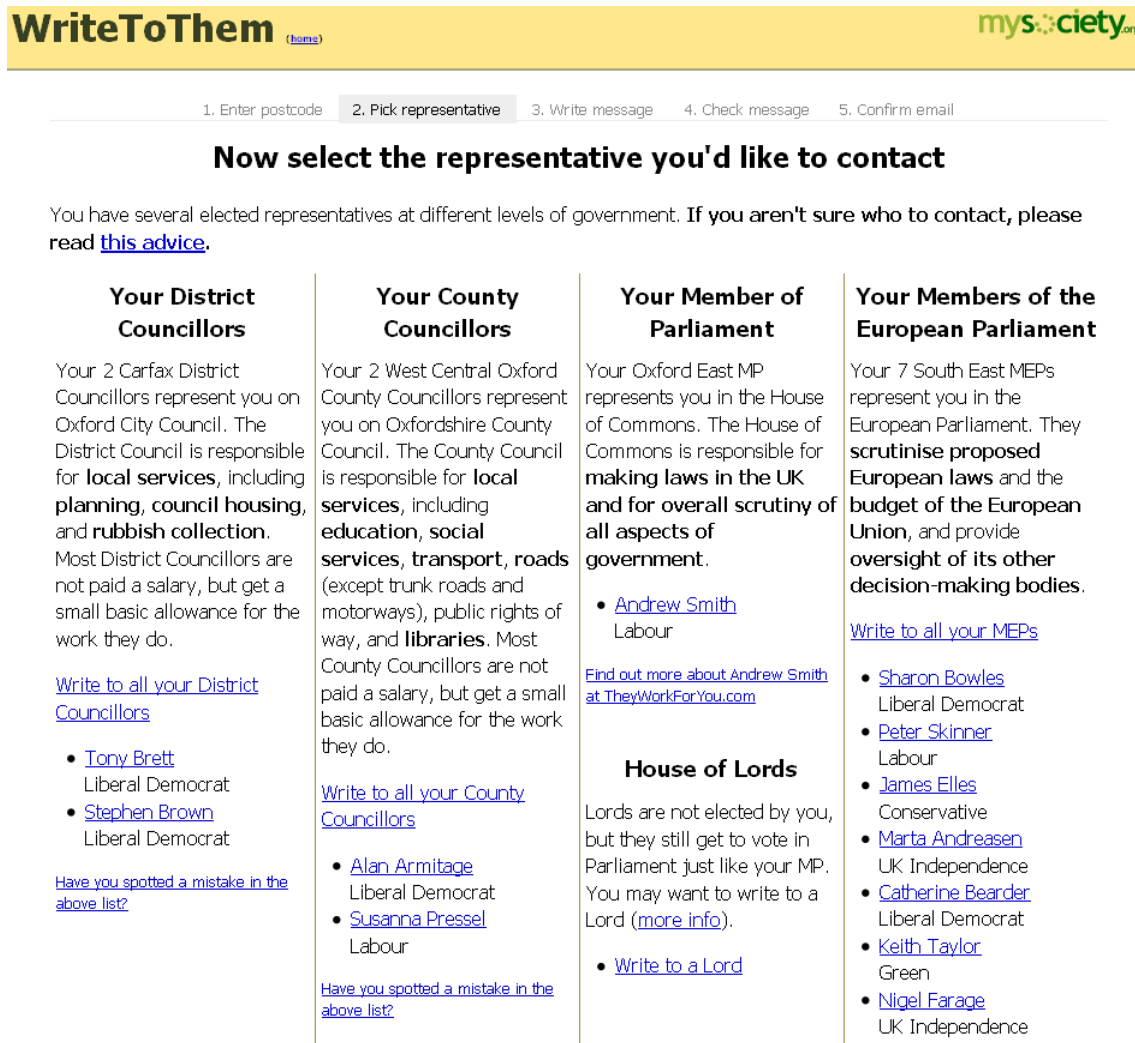 WriteToThem (home)
mysociety.org
1. Enter postcode 2. Pick representative 3. Write message 4. Check message 5. Confirm email
Now select the representative you'd like to contact
You have several elected representatives at different levels of government. If you aren't sure who to contact, please
read this advice.
Your District
Councillors
Your 2 Carfax District
Councillors represent you on
Oxford City Council. The
District Council is responsible
for local services, including
planning, council housing,
and rubbish collection.
Most District Councillors are
not paid a salary, but get a
small basic allowance for the
work they do.
Write to all your District
Councillors
• Tony Brett
Liberal Democrat
• Stephen Brown
Liberal Democrat
Have you spotted a mistake in the
above list?
Your County
Councillors
Your 2 West Central Oxford
County Councillors represent
you on Oxfordshire County
Council. The County Council
is responsible for local
services, including
education, social
services, transport, roads
(except trunk roads and
motorways), public rights of
way, and libraries. Most
County Councillors are not
paid a salary, but get a small
basic allowance for the work
they do.
Write to all your County
Councillors
• Alan Armitage
Liberal Democrat
• Susanna Pressel
Labour
Have you spotted a mistake in the
above list?
Your Member of
Parliament
Your Oxford East MP
represents you in the House
of Commons. The House of
Commons is responsible for
making laws in the UK
and for overall scrutiny of
all aspects of
government.
• Andrew Smith
Labour
Find out more about Andrew Smith
at TheyWorkForYou.com
House of Lords
Lords are not elected by you,
but they still get to vote in
Parliament just like your MP.
You may want to write to a
Lord (more info).
• Write to a Lord
Your Members of the
European Parliament
Your 7 South East MEPs
represent you in the
European Parliament. They
scrutinise proposed
European laws and the
budget of the European
Union, and provide
oversight of its other
decision-making bodies.
Write to all your MEPs
• Sharon Bowles
Liberal Democrat
• Peter Skinner
Labour
• James Elles
Conservative
• Marta Andreasen
UK Independence
• Catherine Bearder
Liberal Democrat
• Keith Taylor
Green
• Nigel Farage
UK Independence